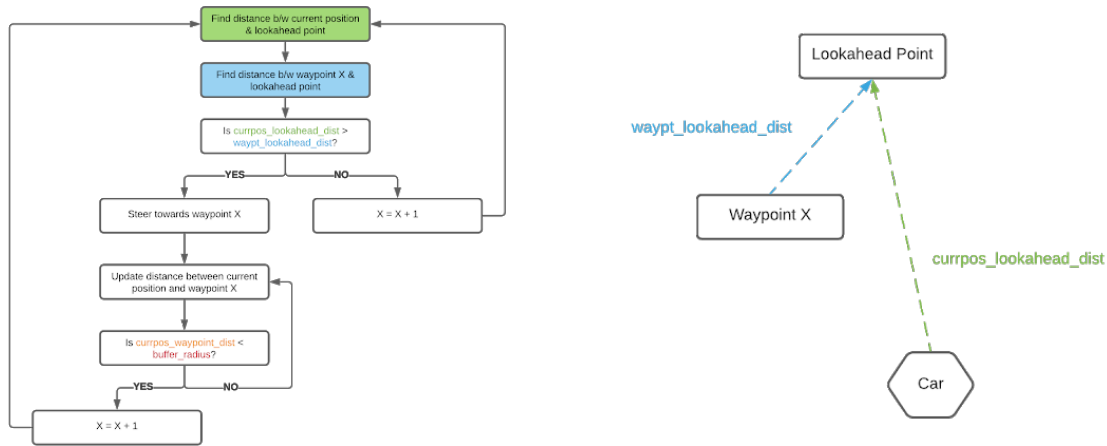 Find distance b/w current position
& lookahead point
Find distance b/w waypoint X &
lookahead point
Is currpos_lookahead_dist >
waypt_lookahead_dist?
YES
NO
Steer towards waypoint X
X = X + 1
Update distance between current
position and waypoint X
Is currpos_waypoint_dist <
buffer_radius?
YES
NO
X = X + 1
Lookahead Point
waypt_lookahead_dist
Waypoint X
currpos_lookahead_dist
Car